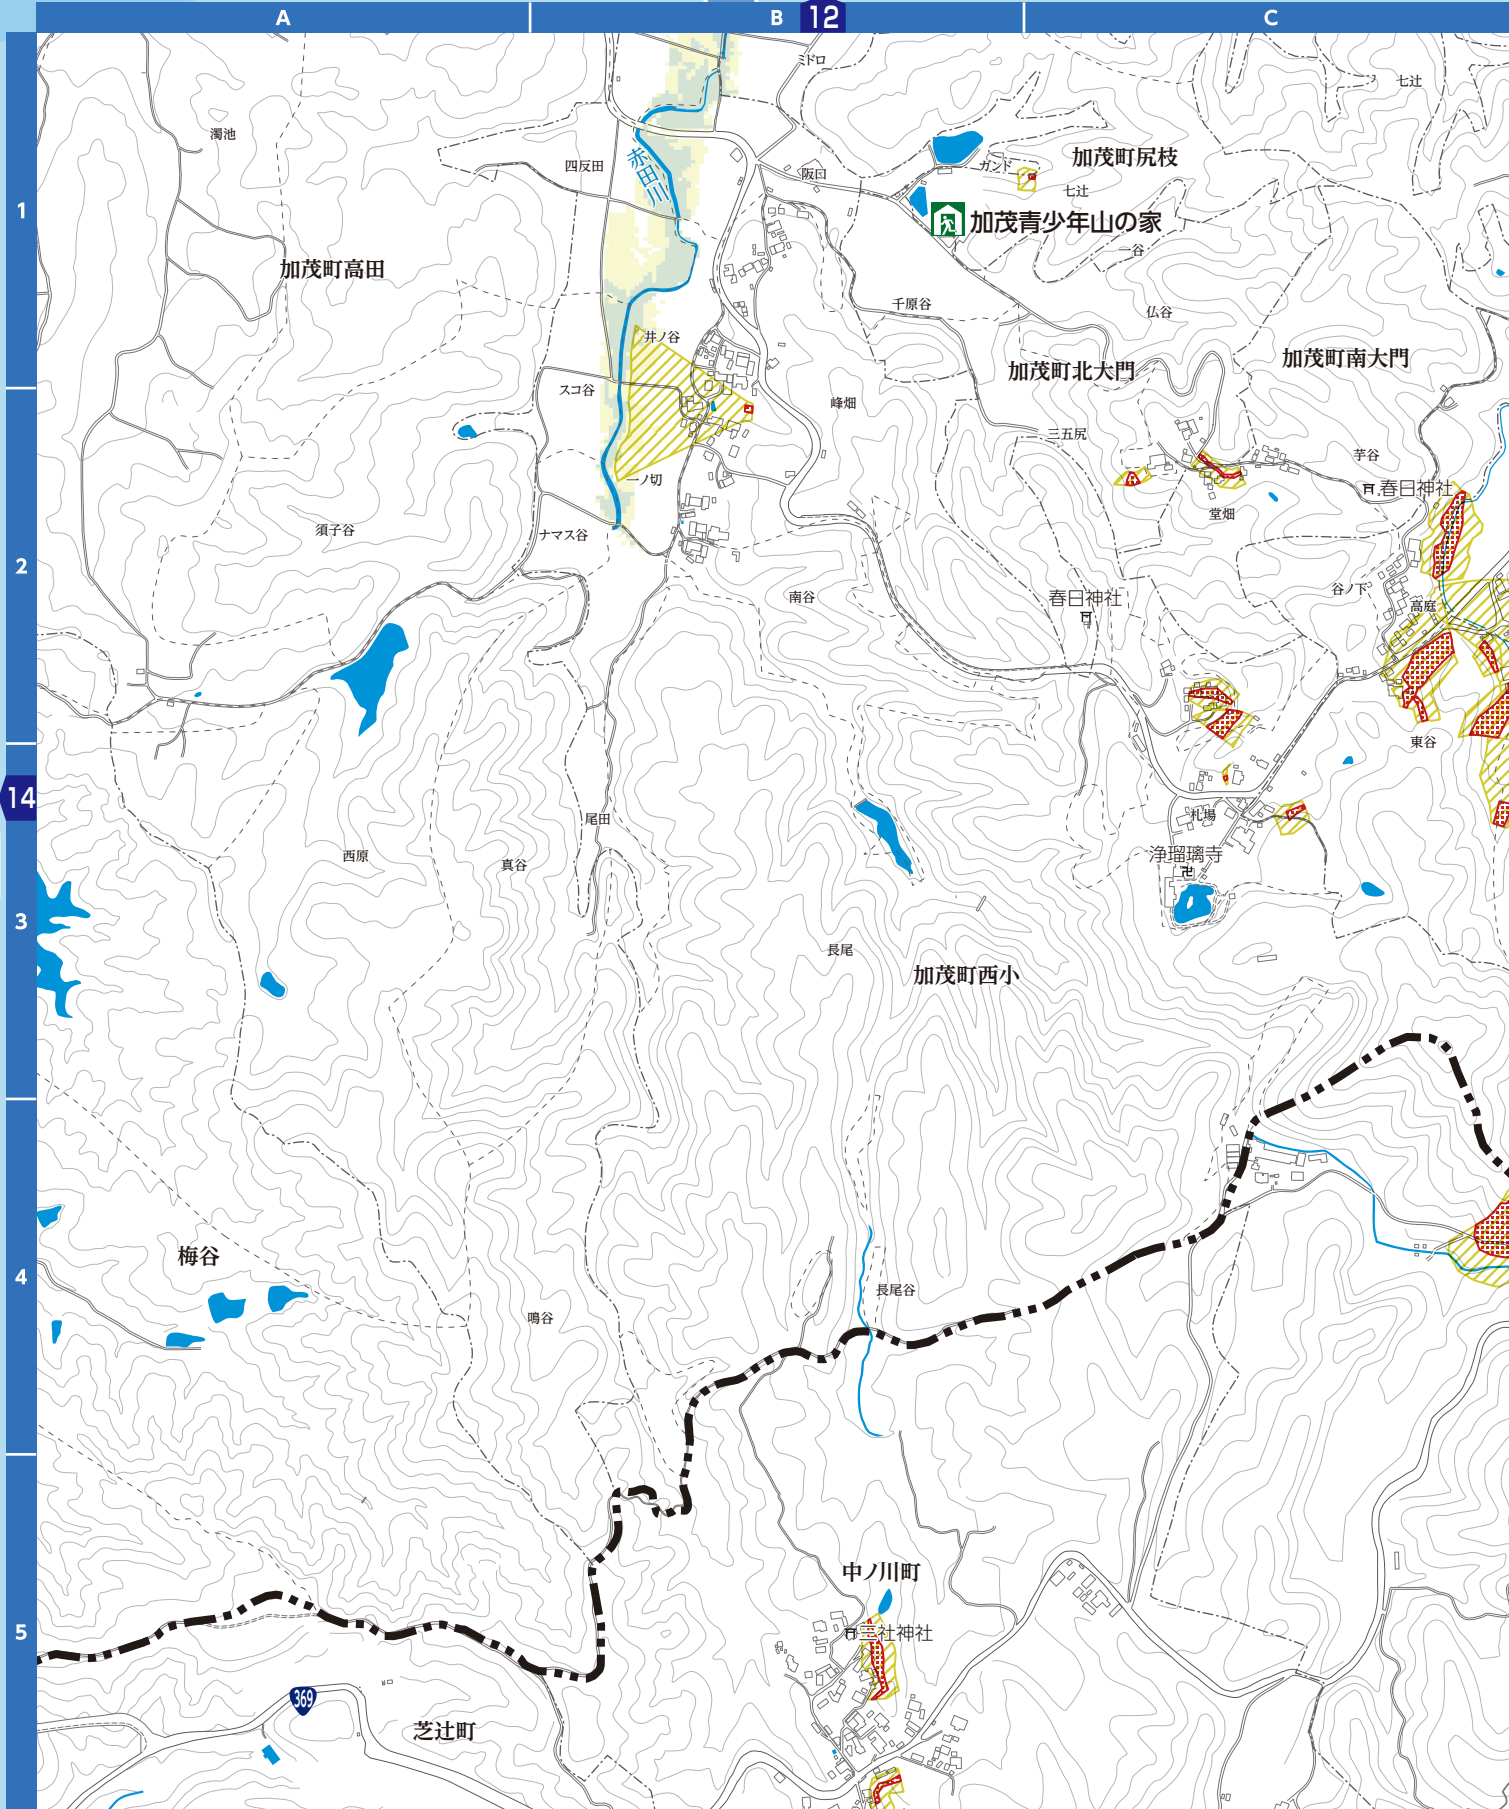 A
B
12
C
ミドロ
七辻
濁池
四反田
赤田川
阪口
ガンド
加茂町尻枝
七辻
1
加茂青少年山の家
一谷
加茂町高田
千原谷
仏谷
井ノ谷
加茂町北大門
加茂町南大門
スコ谷
峰畑
三五尻
芋谷
一ノ切
春日神社
堂畑
須子谷
ナマス谷
2
南谷
春日神社
谷ノ下
高庭
東谷
14
尾田
札場
西原
真谷
浄瑠璃寺
3
長尾
加茂町西小
梅谷
4
長尾谷
鳴谷
中ノ川町
5
三社神社
369
芝辻町